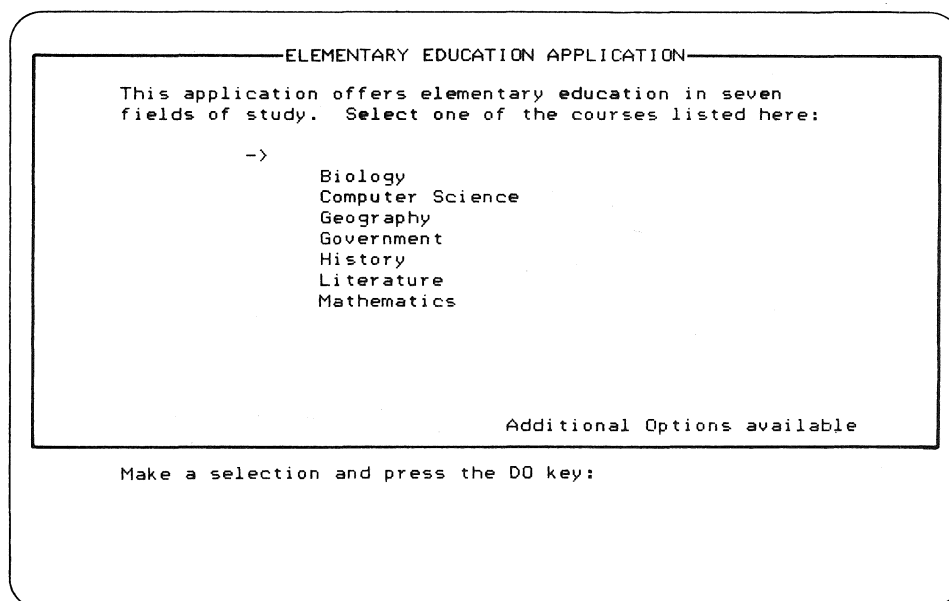 ELEMENTARY EDUCATION APPLICATION
This application offers elementary education in seven
fields of study. Select one of the courses listed here:
->
Biology
Computer Science
Geography
Government
History
Literature
Mathematics
Additional Options available
Make a selection and press the DO key: